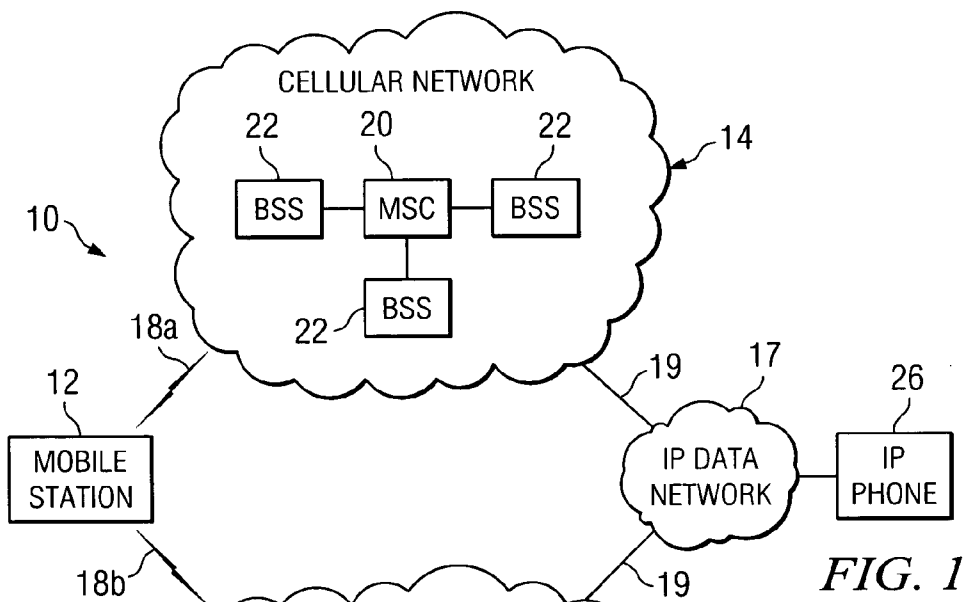 CELLULAR NETWORK
22
20
22
14
BSS
MSC
BSS
10
BSS
22
18a
19
17
12
26
MOBILE
STATION
IP DATA
NETWORK
IP
PHONE
18b
19
FIG. 1